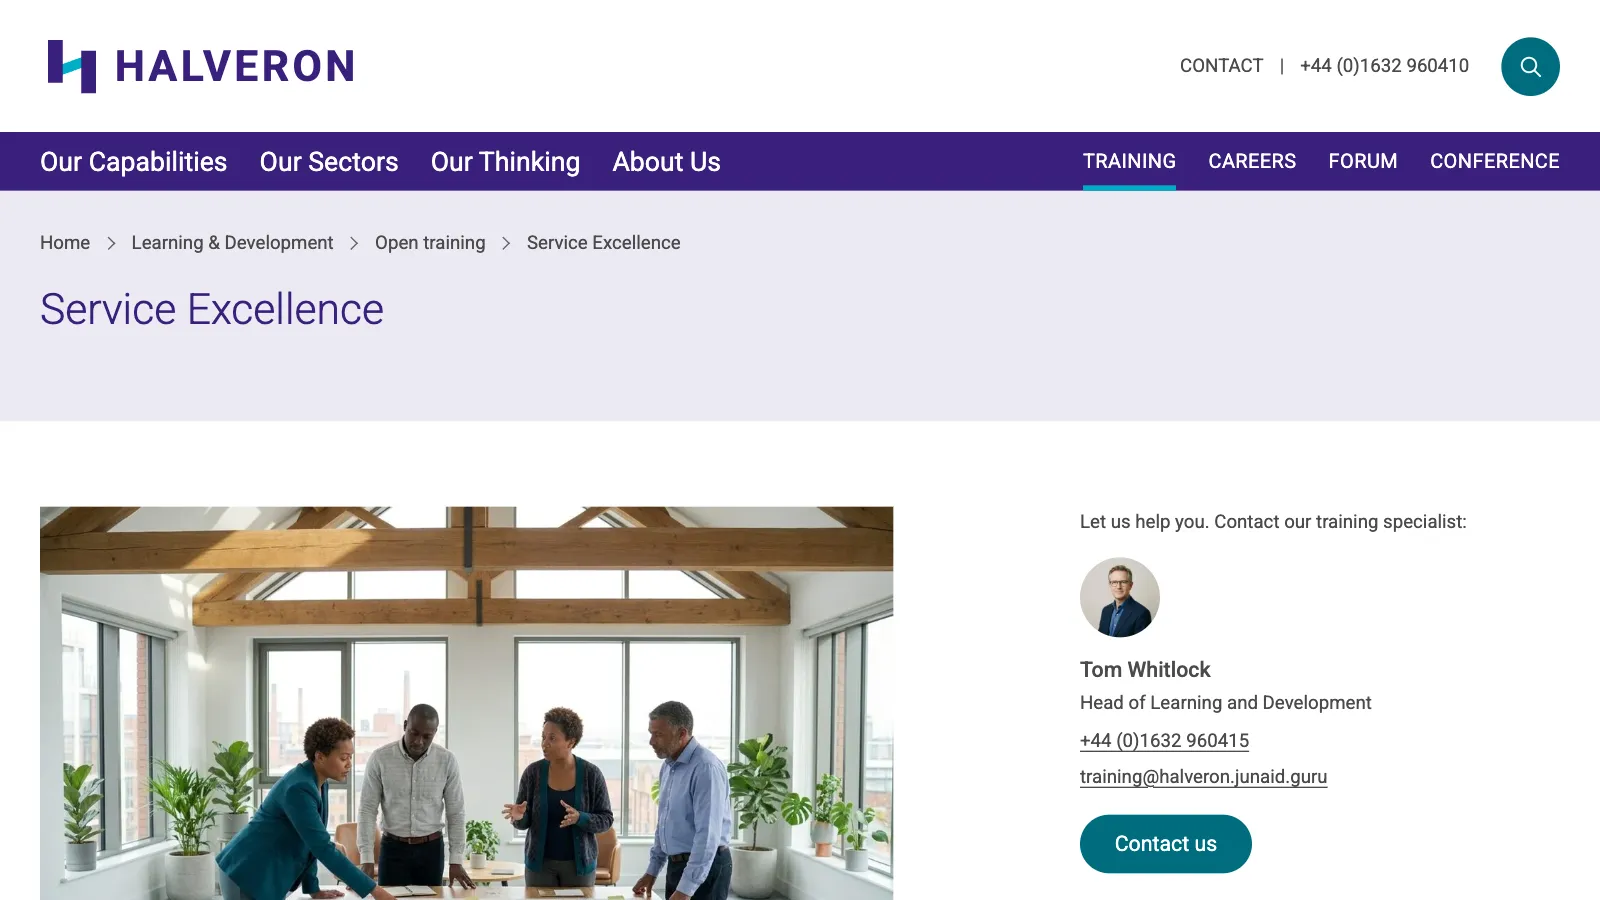 HALVERON
CONTACT | +44 (0)1632 960410
Our Capabilities Our Sectors Our Thinking About Us TRAINING CAREERS FORUM CONFERENCE
Home > Learning & Development > Open training > Service Excellence
Service Excellence
Let us help you. Contact our training specialist:
Tom Whitlock
Head of Learning and Development
+44 (0)1632 960415
training@halveron.junaid.guru
Contact us